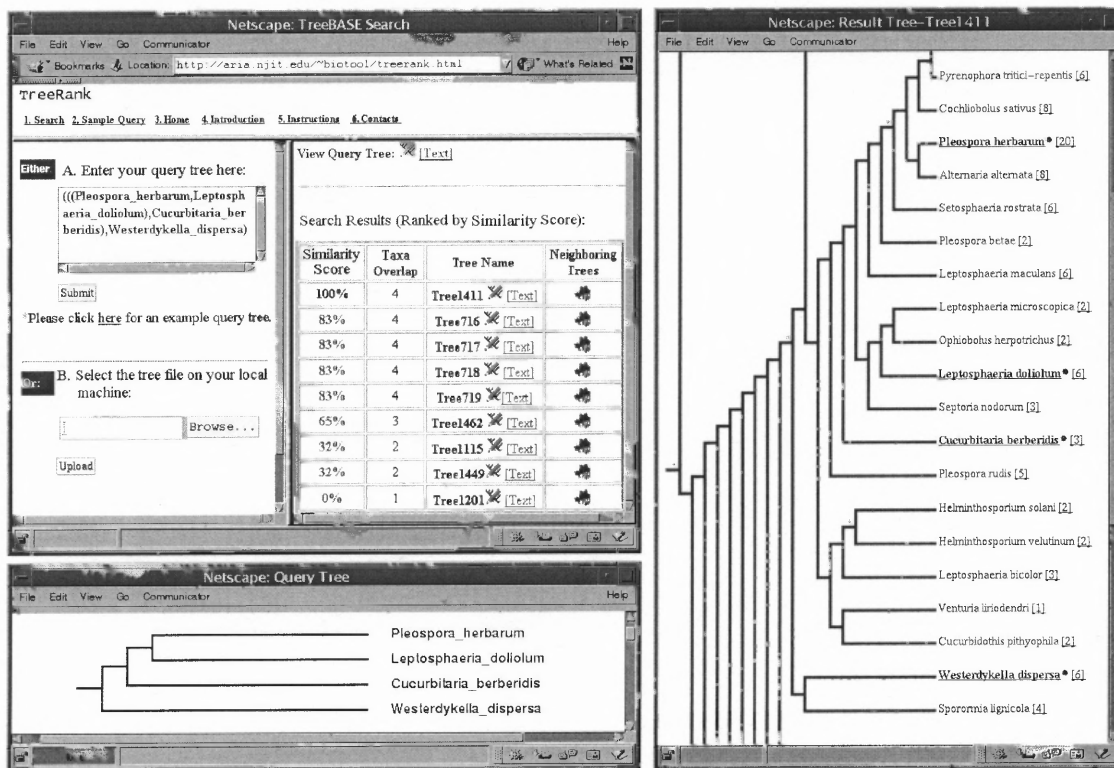 Netscape: TreeBASE Search
File Edit View Go Communicator Help
Bookmarks Location: http://aria.njit.edu/~biotool/treerank.html What's Related
TreeRank
1. Search 2. Sample Query 3. Home 4. Introduction 5. Instructions 6. Contacts
Either
A. Enter your query tree here:
(((Pleospora_herbarum,Leptosph
aeria_doliolum),Cucurbitaria_ber
beridis),Westerdykella_dispersa)
Submit
*Please click here for an example query tree.
Or:
B. Select the tree file on your local
machine:
Browse...
Upload
View Query Tree: [Text]
Search Results (Ranked by Similarity Score):
Similarity Score Taxa Overlap Tree Name Neighboring Trees
100% 4 Tree1411 [Text]
83% 4 Tree716 [Text]
83% 4 Tree717 [Text]
83% 4 Tree718 [Text]
83% 4 Tree719 [Text]
65% 3 Tree1462 [Text]
32% 2 Tree1115 [Text]
32% 2 Tree1449 [Text]
0% 1 Tree1201 [Text]
Netscape: Query Tree
File Edit View Go Communicator Help
Pleospora_herbarum
Leptosphaeria_doliolum
Cucurbitaria_berberidis
Westerdykella_dispersa
Netscape: Result Tree-Tree1411
File Edit View Go Communicator Help
Pyrenophora tritici-repentis [6]
Cochliobolus sativus [8]
Pleospora herbarum • [20]
Alternaria alternata [8]
Setosphaeria rostrata [6]
Pleospora betae [2]
Leptosphaeria maculans [6]
Leptosphaeria microscopica [2]
Ophiobolus herpotrichus [2]
Leptosphaeria doliolum • [6]
Septoria nodorum [3]
Cucurbitaria berberidis • [3]
Pleospora rudis [5]
Helminthosporium solani [2]
Helminthosporium velutinum [2]
Leptosphaeria bicolor [3]
Venturia liriodendri [1]
Cucurbidothis pithyophila [2]
Westerdykella dispersa • [6]
Sporormia lignicola [4]